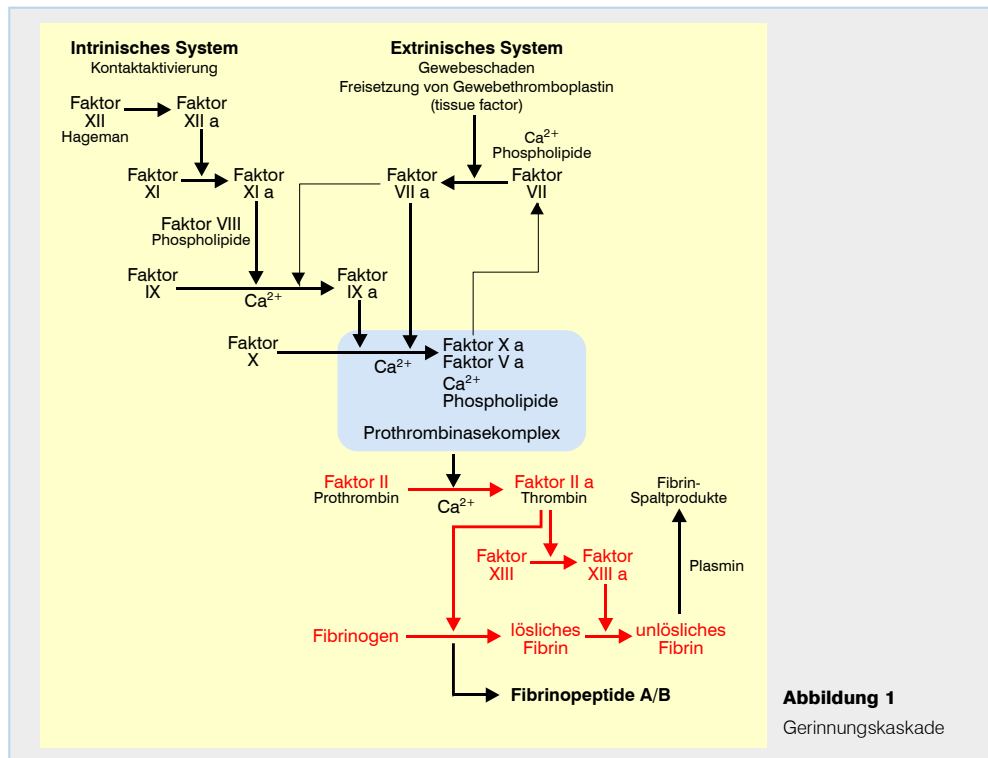 Intrinisches System
Kontaktaktivierung
Extrinisches System
Gewebeschaden
Freisetzung von Gewebethromboplastin
(tissue factor)
Faktor
XII
Hageman
Faktor
XII a
Ca²⁺
Phospholipide
Faktor
XI
Faktor
XI a
Faktor
VII a
Faktor
VII
Faktor VIII
Phospholipide
Faktor
IX
Ca²⁺
Faktor
IX a
Faktor
X
Ca²⁺
Faktor X a
Faktor V a
Ca²⁺
Phospholipide
Prothrombinasekomplex
Faktor II
Prothrombin
Ca²⁺
Faktor II a
Thrombin
Fibrin-
Spaltprodukte
Faktor
XIII
Faktor
XIII a
Plasmin
Fibrinogen
lösliches
Fibrin
unlösliches
Fibrin
Fibrinopeptide A/B
Abbildung 1
Gerinnungskaskade